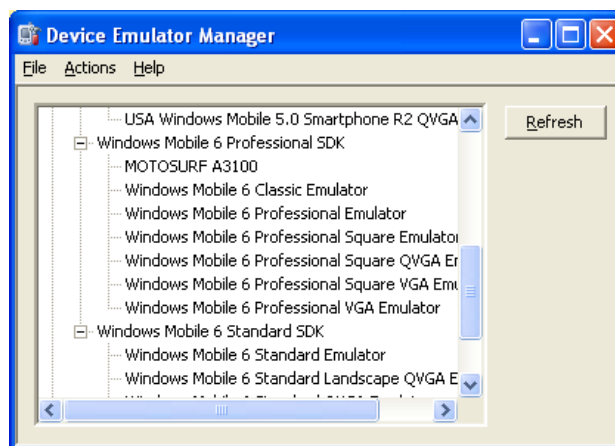 Device Emulator Manager
File Actions Help
USA Windows Mobile 5.0 Smartphone R2 QVGA
Refresh
Windows Mobile 6 Professional SDK
MOTOSURF A3100
Windows Mobile 6 Classic Emulator
Windows Mobile 6 Professional Emulator
Windows Mobile 6 Professional Square Emulato
Windows Mobile 6 Professional Square QVGA E
Windows Mobile 6 Professional Square VGA Emu
Windows Mobile 6 Professional VGA Emulator
Windows Mobile 6 Standard SDK
Windows Mobile 6 Standard Emulator
Windows Mobile 6 Standard Landscape QVGA E